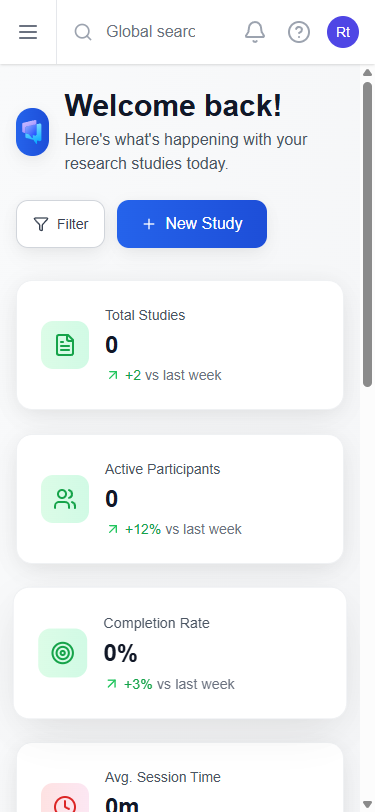 Global searc
Rt
Welcome back!
Here's what's happening with your
research studies today.
Filter
+ New Study
Total Studies
0
+2 vs last week
Active Participants
0
+12% vs last week
Completion Rate
0%
+3% vs last week
Avg. Session Time
0m